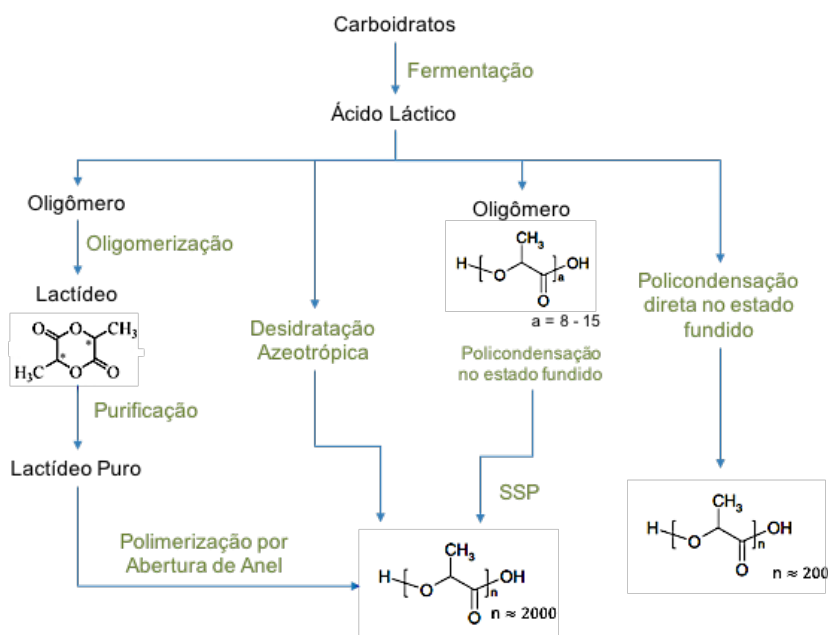 Carboidratos
Fermentação
Ácido Láctico
Oligômero
Oligomerização
Lactídeo
O
O
CH₃
*
*
H₃C
O
O
Purificação
Lactídeo Puro
Polimerização por
Abertura de Anel
Desidratação
Azeotrópica
Oligômero
CH₃
H
O
OH
a
O
a = 8 - 15
Policondensação
no estado fundido
SSP
CH₃
H
O
OH
n
O
n ≈ 2000
Policondensação
direta no estado
fundido
CH₃
H
O
OH
n
O
n ≈ 200